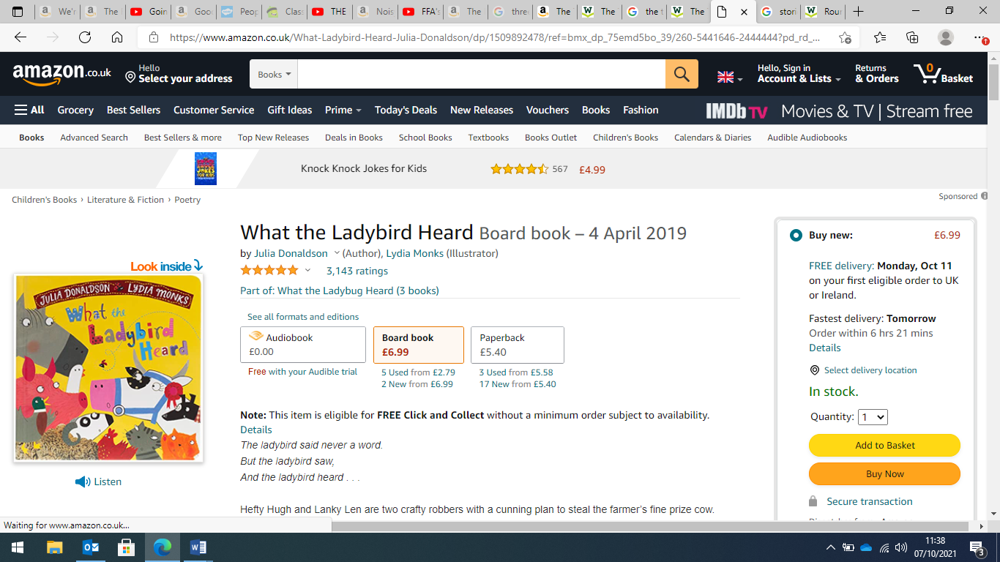 We'r
The
Goin
Good
Peop
Class
THE
Nois
FFA's
The
three
The
The
the t
The
stori
Rour
https://www.amazon.co.uk/What-Ladybird-Heard-Julia-Donaldson/dp/1509892478/ref=bmx_dp_75emd5bo_39/260-5441646-2444444?pd_rd_...
amazon.co.uk
Hello
Select your address
Books
Hello, Sign in
Account & Lists
Returns
& Orders
0
Basket
All Grocery Best Sellers Customer Service Gift Ideas Prime Today's Deals New Releases Vouchers Books Fashion
IMDb TV Movies & TV | Stream free
Books Advanced Search Best Sellers & more Top New Releases Deals in Books School Books Textbooks Books Outlet Children's Books Calendars & Diaries Audible Audiobooks
KNOCK JOKES FOR KIDS
Knock Knock Jokes for Kids 567 £4.99
Sponsored
Children's Books › Literature & Fiction › Poetry
What the Ladybird Heard Board book – 4 April 2019
by Julia Donaldson (Author), Lydia Monks (Illustrator)
3,143 ratings
Part of: What the Ladybug Heard (3 books)
Look inside
JULIA DONALDSON LYDIA MONKS
What the
Ladybird
Heard
Listen
See all formats and editions
Audiobook
£0.00
Free with your Audible trial
Board book
£6.99
5 Used from £2.79
2 New from £6.99
Paperback
£5.40
3 Used from £5.58
17 New from £5.40
Note: This item is eligible for FREE Click and Collect without a minimum order subject to availability.
Details
The ladybird said never a word.
But the ladybird saw,
And the ladybird heard . . .
Hefty Hugh and Lanky Len are two crafty robbers with a cunning plan to steal the farmer's fine prize cow.
Buy new: £6.99
FREE delivery: Monday, Oct 11
on your first eligible order to UK
or Ireland.
Fastest delivery: Tomorrow
Order within 6 hrs 21 mins
Details
Select delivery location
In stock.
Quantity: 1
Add to Basket
Buy Now
Secure transaction
Waiting for www.amazon.co.uk...
11:38
07/10/2021
3